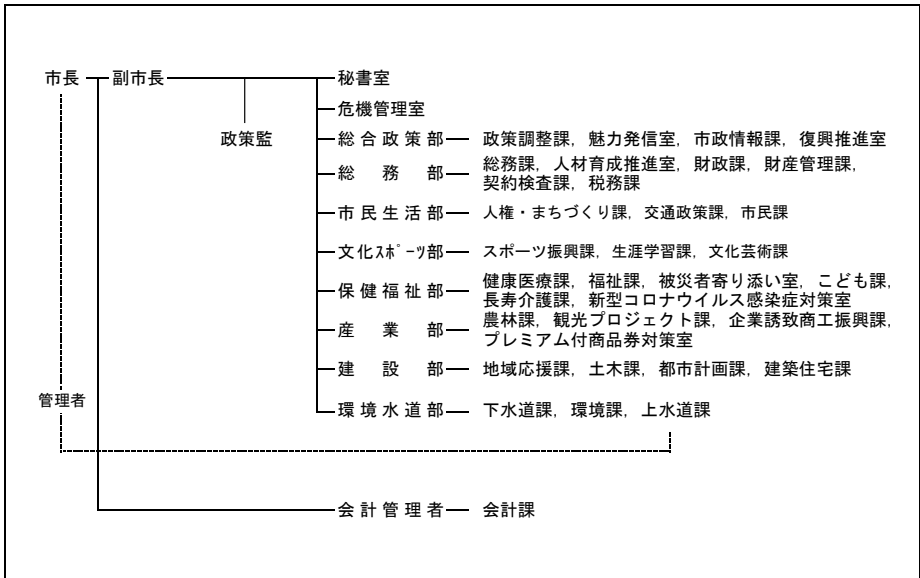 市長 副市長 秘書室
危機管理室
政策監
総合政策部 政策調整課，魅力発信室，市政情報課，復興推進室
総務部 総務課，人材育成推進室，財政課，財産管理課，
契約検査課，税務課
市民生活部 人権・まちづくり課，交通政策課，市民課
文化ｽﾎﾟｰﾂ部 スポーツ振興課，生涯学習課，文化芸術課
保健福祉部 健康医療課，福祉課，被災者寄り添い室，こども課，
長寿介護課，新型コロナウイルス感染症対策室
産業部 農林課，観光プロジェクト課，企業誘致商工振興課，
プレミアム付商品券対策室
建設部 地域応援課，土木課，都市計画課，建築住宅課
管理者
環境水道部 下水道課，環境課，上水道課
会計管理者 会計課